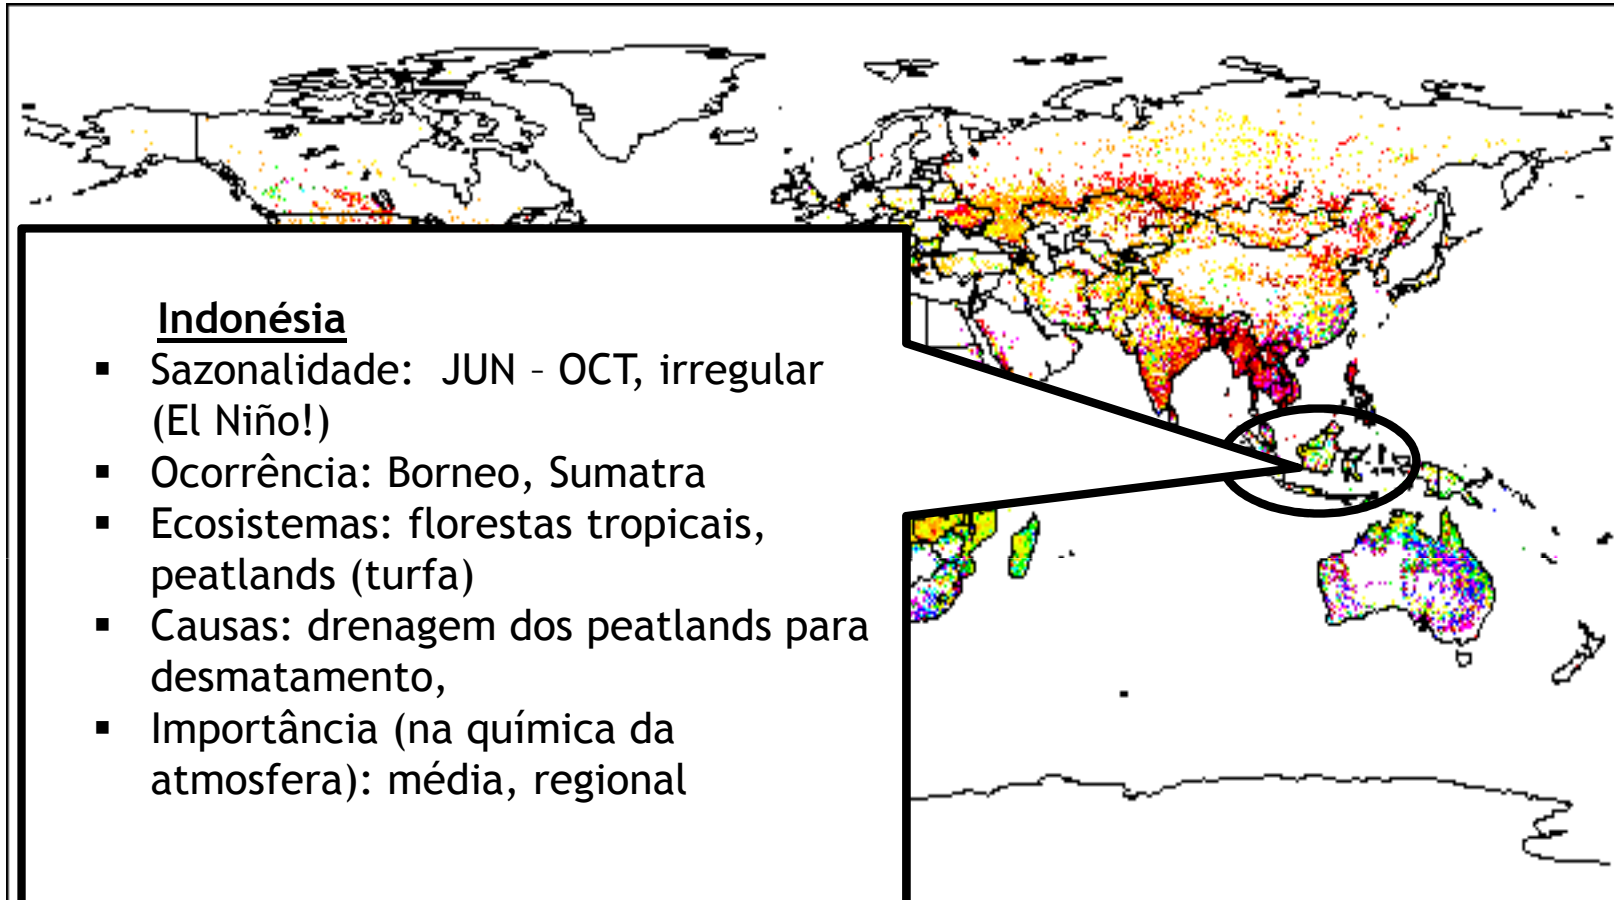 Indonésia
▪ Sazonalidade: JUN – OCT, irregular
(El Niño!)
▪ Ocorrência: Borneo, Sumatra
▪ Ecosistemas: florestas tropicais,
peatlands (turfa)
▪ Causas: drenagem dos peatlands para
desmatamento,
▪ Importância (na química da
atmosfera): média, regional